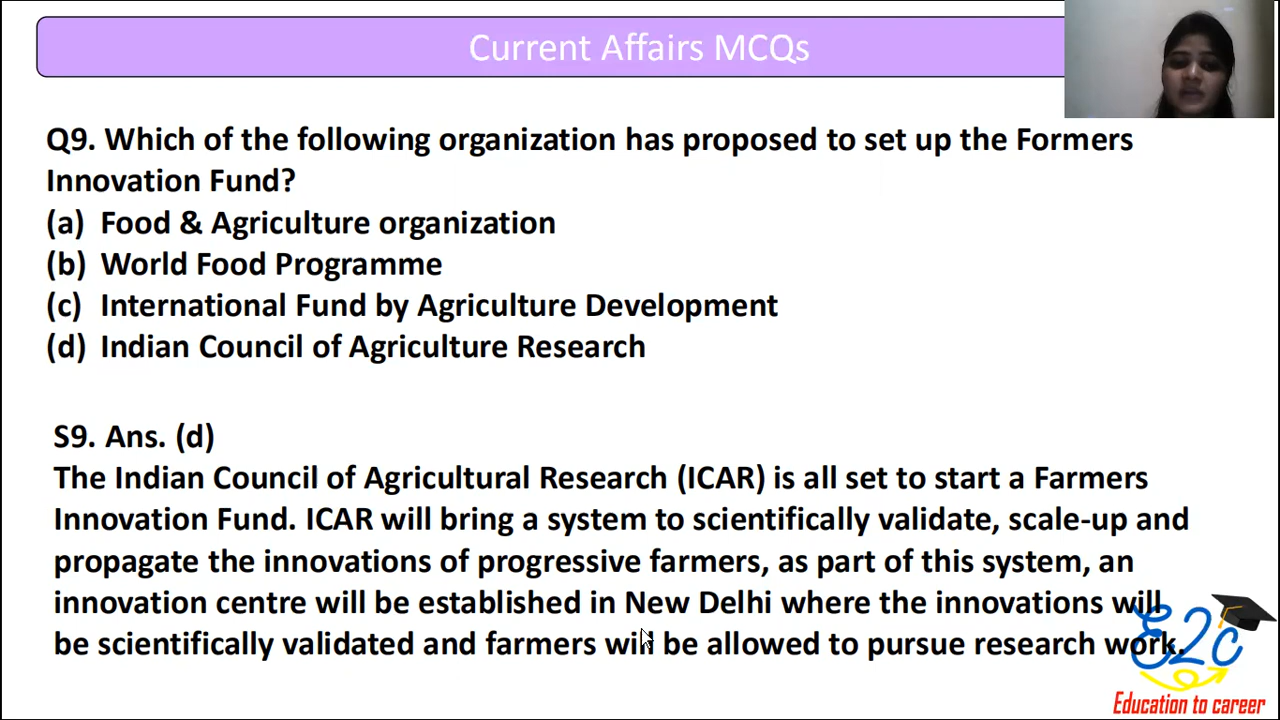 Current Affairs MCQs
Q9. Which of the following organization has proposed to set up the Formers
Innovation Fund?
(a) Food & Agriculture organization
(b) World Food Programme
(c) International Fund by Agriculture Development
(d) Indian Council of Agriculture Research
S9. Ans. (d)
The Indian Council of Agricultural Research (ICAR) is all set to start a Farmers
Innovation Fund. ICAR will bring a system to scientifically validate, scale-up and
propagate the innovations of progressive farmers, as part of this system, an
innovation centre will be established in New Delhi where the innovations will
be scientifically validated and farmers will be allowed to pursue research work.
E2c
Education to career